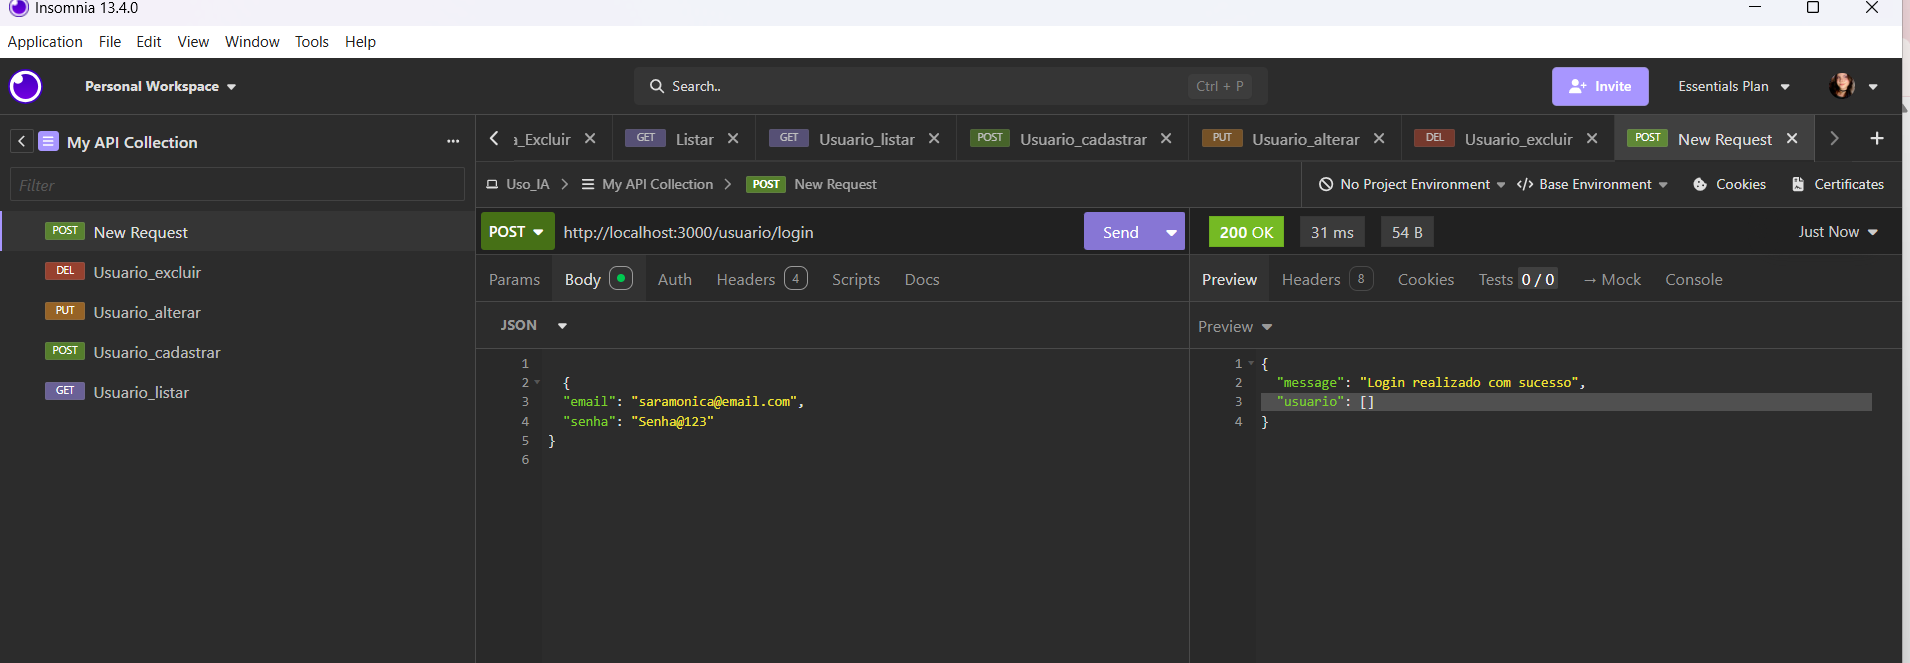 Insomnia 13.4.0
Application File Edit View Window Tools Help
Personal Workspace
Search..
Ctrl + P
Invite
Essentials Plan
My API Collection
a_Excluir
GET Listar
GET Usuario_listar
POST Usuario_cadastrar
PUT Usuario_alterar
DEL Usuario_excluir
POST New Request
Filter
Uso_IA > My API Collection > POST New Request
No Project Environment
</> Base Environment
Cookies
Certificates
POST New Request
DEL Usuario_excluir
PUT Usuario_alterar
POST Usuario_cadastrar
GET Usuario_listar
POST http://localhost:3000/usuario/login Send
200 OK 31 ms 54 B Just Now
Params Body Auth Headers 4 Scripts Docs
Preview Headers 8 Cookies Tests 0 / 0 → Mock Console
JSON
1
2 {
3 "email": "saramonica@email.com",
4 "senha": "Senha@123"
5 }
6
Preview
1 {
2 "message": "Login realizado com sucesso",
3 "usuario": []
4 }